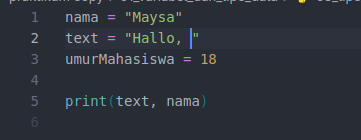 1 nama = "Maysa"
2 text = "Hallo, "
3 umurMahasiswa = 18
4
5 print(text, nama)
6